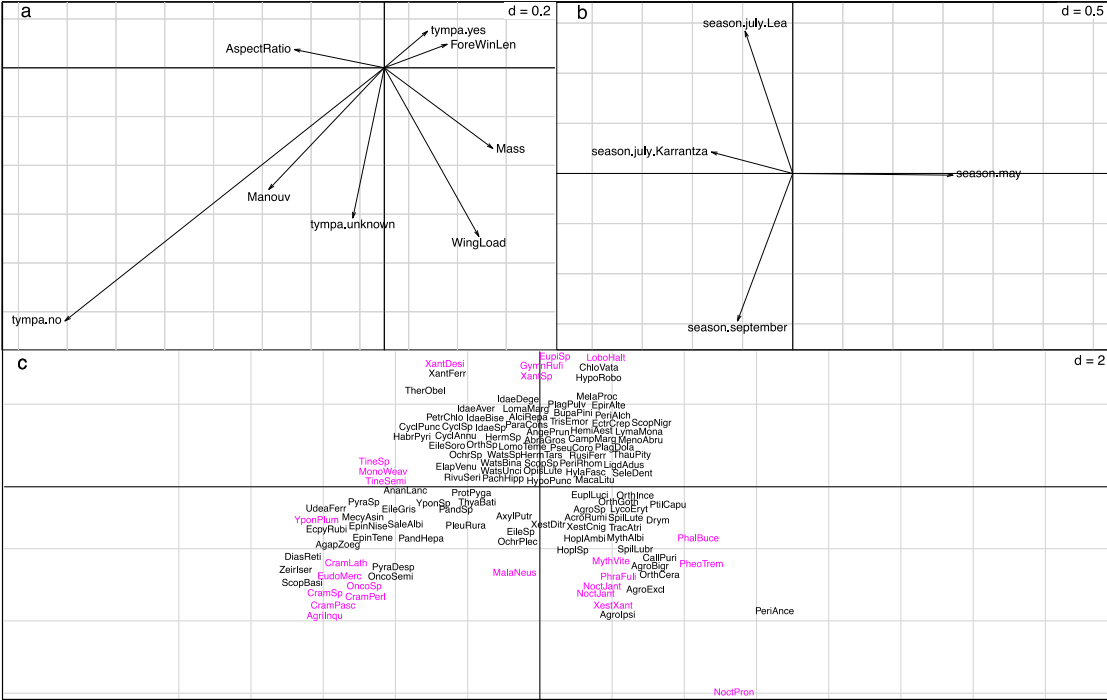 a
d = 0.2
tympa.yes
AspectRatio
ForeWinLen
Mass
Manouv
tympa.unknown
WingLoad
tympa.no
b
d = 0.5
season.july.Lea
season.july.Karrantza
season.may
season.september
c
d = 2
EupiSp
LoboHalt
XantDesi
GymnRufi
ChloVata
XantFerr
XantSp
HypoRobo
TherObel
MelaProc
IdaeDege
PlagPulv
EpirAlte
IdaeAver
LomaMarg
BupaPini
PeriAlch
PetrChlo
IdaeBise
AlciRepa
TrisEmor
EctrCrep
ScopNigr
CyclPunc
CyclSp
IdaeSp
ParaCons
AngePrun
HemiAest
LymaMona
HabrPyri
CyclAnnu
HermSp
AbraGros
CampMarg
MenoAbru
EileSoro
OrthSp
LomoTeme
PseuCoro
PlagDola
OchrSp
WatsSp
HermTars
RusiFerr
ThauPity
TineSp
ElapVenu
WatsBina
ScopSp
PeriRhom
LigdAdus
MonoWeav
WatsUnci
OpisLute
HylaFasc
SeleDent
TineSemi
RivuSeri
PachHipp
HypoPunc
MacaLitu
AnanLanc
ProtPyga
EuplLuci
OrthInce
PyraSp
YponSp
ThyaBati
OrthGoth
PtilCapu
UdeaFerr
EileGris
PandSp
AgroSp
LycoEryt
YponPlum
MecyAsin
AxylPutr
AcroRumi
SpilLute
Drym
EcpyRubi
EpinNise
SaleAlbi
PleuRura
XestDitr
XestCnig
TracAtri
EpinTene
PandHepa
EileSp
HoplAmbi
MythAlbi
PhalBuce
AgapZoeg
OchrPlec
HoplSp
SpilLubr
DiasReti
CramLath
MythVite
CallPuri
PheoTrem
ZeirIser
PyraDesp
AgroBigr
EudoMerc
OncoSemi
MalaNeus
PhraFuli
OrthCera
ScopBasi
OncoSp
NoctJant
AgroExcl
CramSp
CramPerl
NoctJant
CramPasc
XestXant
AgriInqu
AgroIpsi
PeriAnce
NoctPron